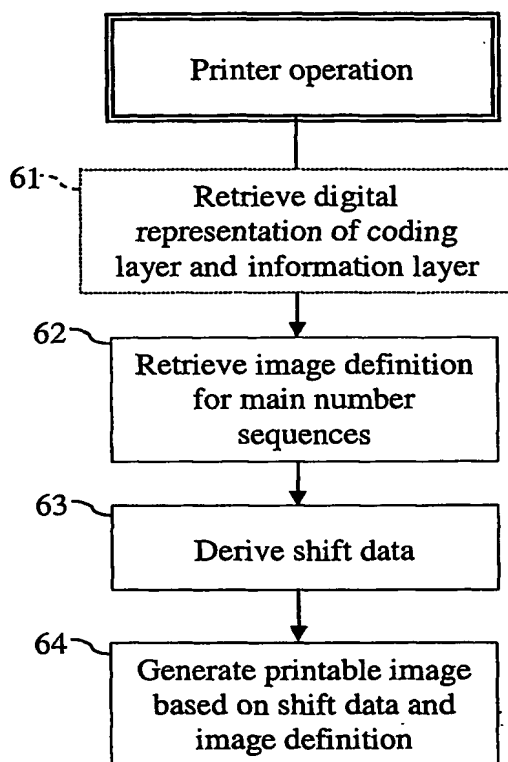 Printer operation
61
Retrieve digital
representation of coding
layer and information layer
62
Retrieve image definition
for main number
sequences
63
Derive shift data
64
Generate printable image
based on shift data and
image definition